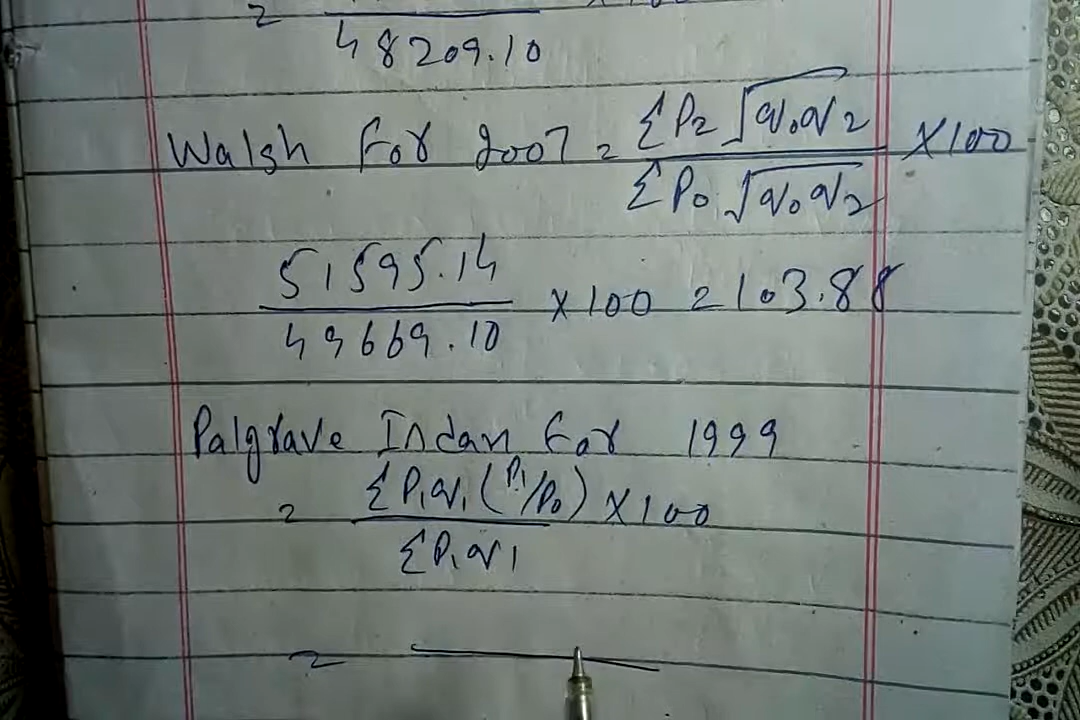 =
48209.10
Walsh For 2007 = ΣP2 √q0q2 / ΣP0 √q0q2 ×100
51595.14 / 49669.10 ×100 = 103.88
Palgrave Indax For 1999
= ΣP1q1 (P1/P0) / ΣP1q1 ×100
=